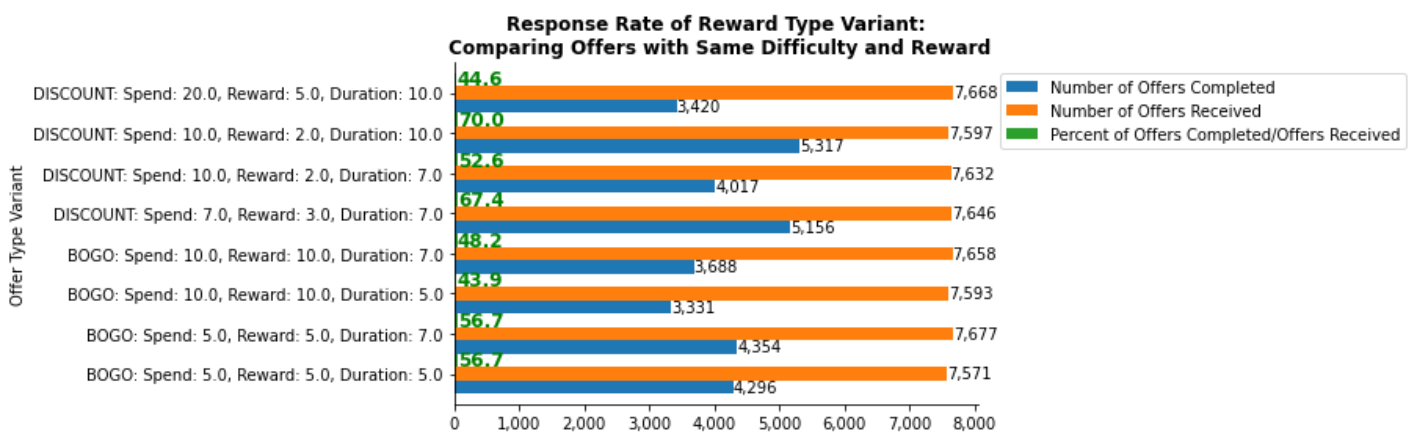 Response Rate of Reward Type Variant:
Comparing Offers with Same Difficulty and Reward
Offer Type Variant
DISCOUNT: Spend: 20.0, Reward: 5.0, Duration: 10.0
44.6
7,668
3,420
DISCOUNT: Spend: 10.0, Reward: 2.0, Duration: 10.0
70.0
7,597
5,317
DISCOUNT: Spend: 10.0, Reward: 2.0, Duration: 7.0
52.6
7,632
4,017
DISCOUNT: Spend: 7.0, Reward: 3.0, Duration: 7.0
67.4
7,646
5,156
BOGO: Spend: 10.0, Reward: 10.0, Duration: 7.0
48.2
7,658
3,688
BOGO: Spend: 10.0, Reward: 10.0, Duration: 5.0
43.9
7,593
3,331
BOGO: Spend: 5.0, Reward: 5.0, Duration: 7.0
56.7
7,677
4,354
BOGO: Spend: 5.0, Reward: 5.0, Duration: 5.0
56.7
7,571
4,296
0 1,000 2,000 3,000 4,000 5,000 6,000 7,000 8,000
Number of Offers Completed
Number of Offers Received
Percent of Offers Completed/Offers Received